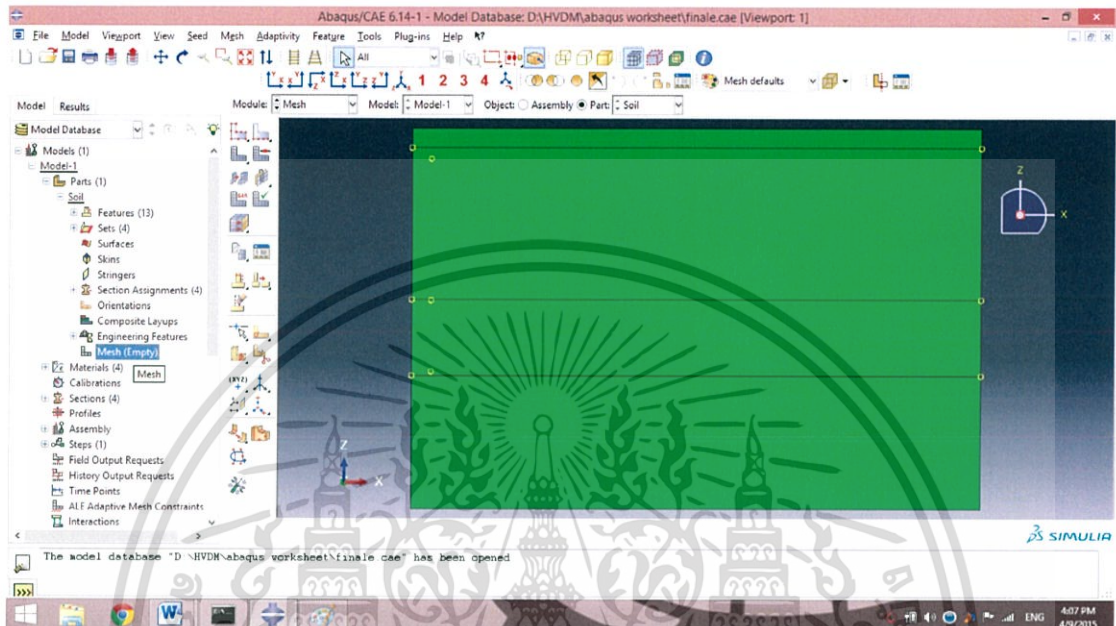 Abaqus/CAE 6.14-1 - Model Database: D:\HVDM\abaqus worksheet\finale.cae [Viewport: 1]
File Model Viewport View Seed Mesh Adaptivity Feature Tools Plug-ins Help
All
1 2 3 4 Mesh defaults
Model Results Module: Mesh Model: Model-1 Object: Assembly Part: Soil
Model Database
Models (1)
Model-1
Parts (1)
Soil
Features (13)
Sets (4)
Surfaces
Skins
Stringers
Section Assignments (4)
Orientations
Composite Layups
Engineering Features
Mesh (Empty)
Materials (4)
Mesh
Calibrations
Sections (4)
Profiles
Assembly
Steps (1)
Field Output Requests
History Output Requests
Time Points
ALE Adaptive Mesh Constraints
Interactions
(XYZ)
Z
X
Z
X
SIMULIA
The model database "D:\HVDM\abaqus worksheet\finale.cae" has been opened
ENG
4:07 PM
4/9/2015